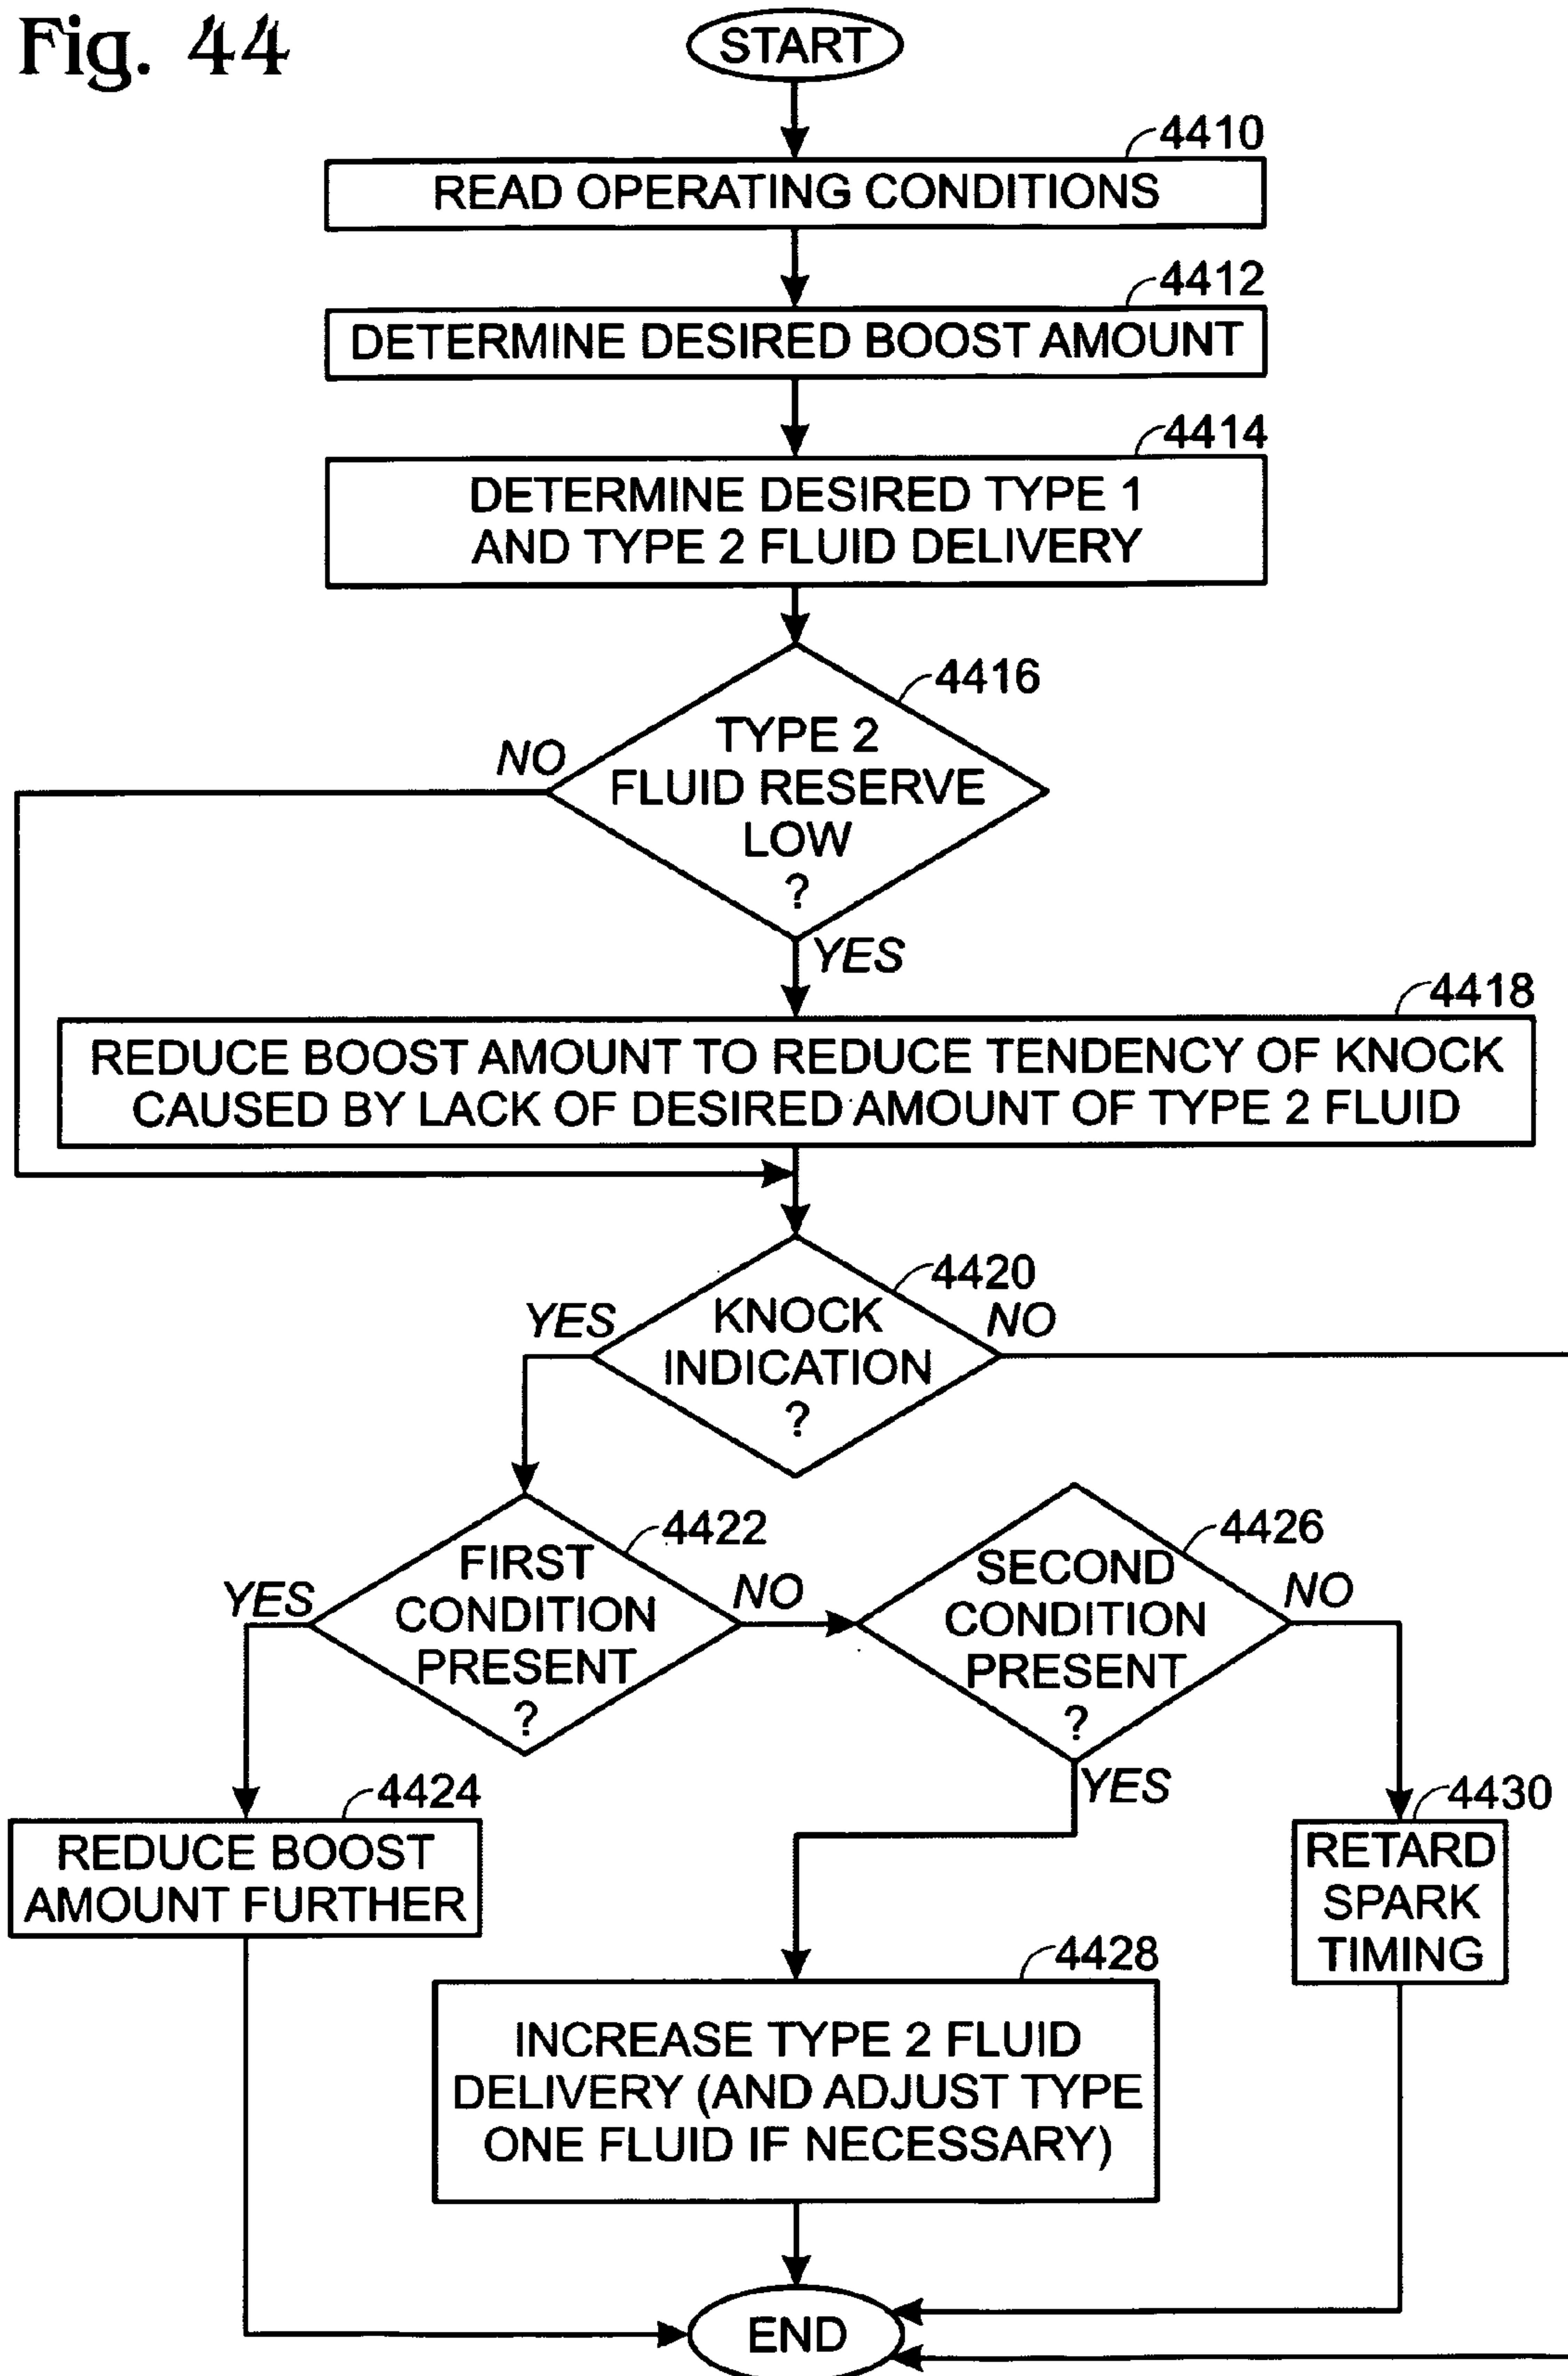 Fig. 44
START
4410
READ OPERATING CONDITIONS
4412
DETERMINE DESIRED BOOST AMOUNT
4414
DETERMINE DESIRED TYPE 1
AND TYPE 2 FLUID DELIVERY
4416
TYPE 2
FLUID RESERVE
LOW
?
NO
YES
4418
REDUCE BOOST AMOUNT TO REDUCE TENDENCY OF KNOCK
CAUSED BY LACK OF DESIRED AMOUNT OF TYPE 2 FLUID
4420
KNOCK
INDICATION
?
YES
NO
4422
FIRST
CONDITION
PRESENT
?
YES
NO
4426
SECOND
CONDITION
PRESENT
?
NO
YES
4424
REDUCE BOOST
AMOUNT FURTHER
4430
RETARD
SPARK
TIMING
4428
INCREASE TYPE 2 FLUID
DELIVERY (AND ADJUST TYPE
ONE FLUID IF NECESSARY)
END